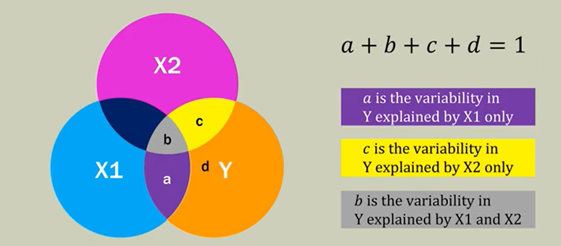 X2
a + b + c + d = 1
c
b
a is the variability in
Y explained by X1 only
X1
a
d
Y
c is the variability in
Y explained by X2 only
b is the variability in
Y explained by X1 and X2